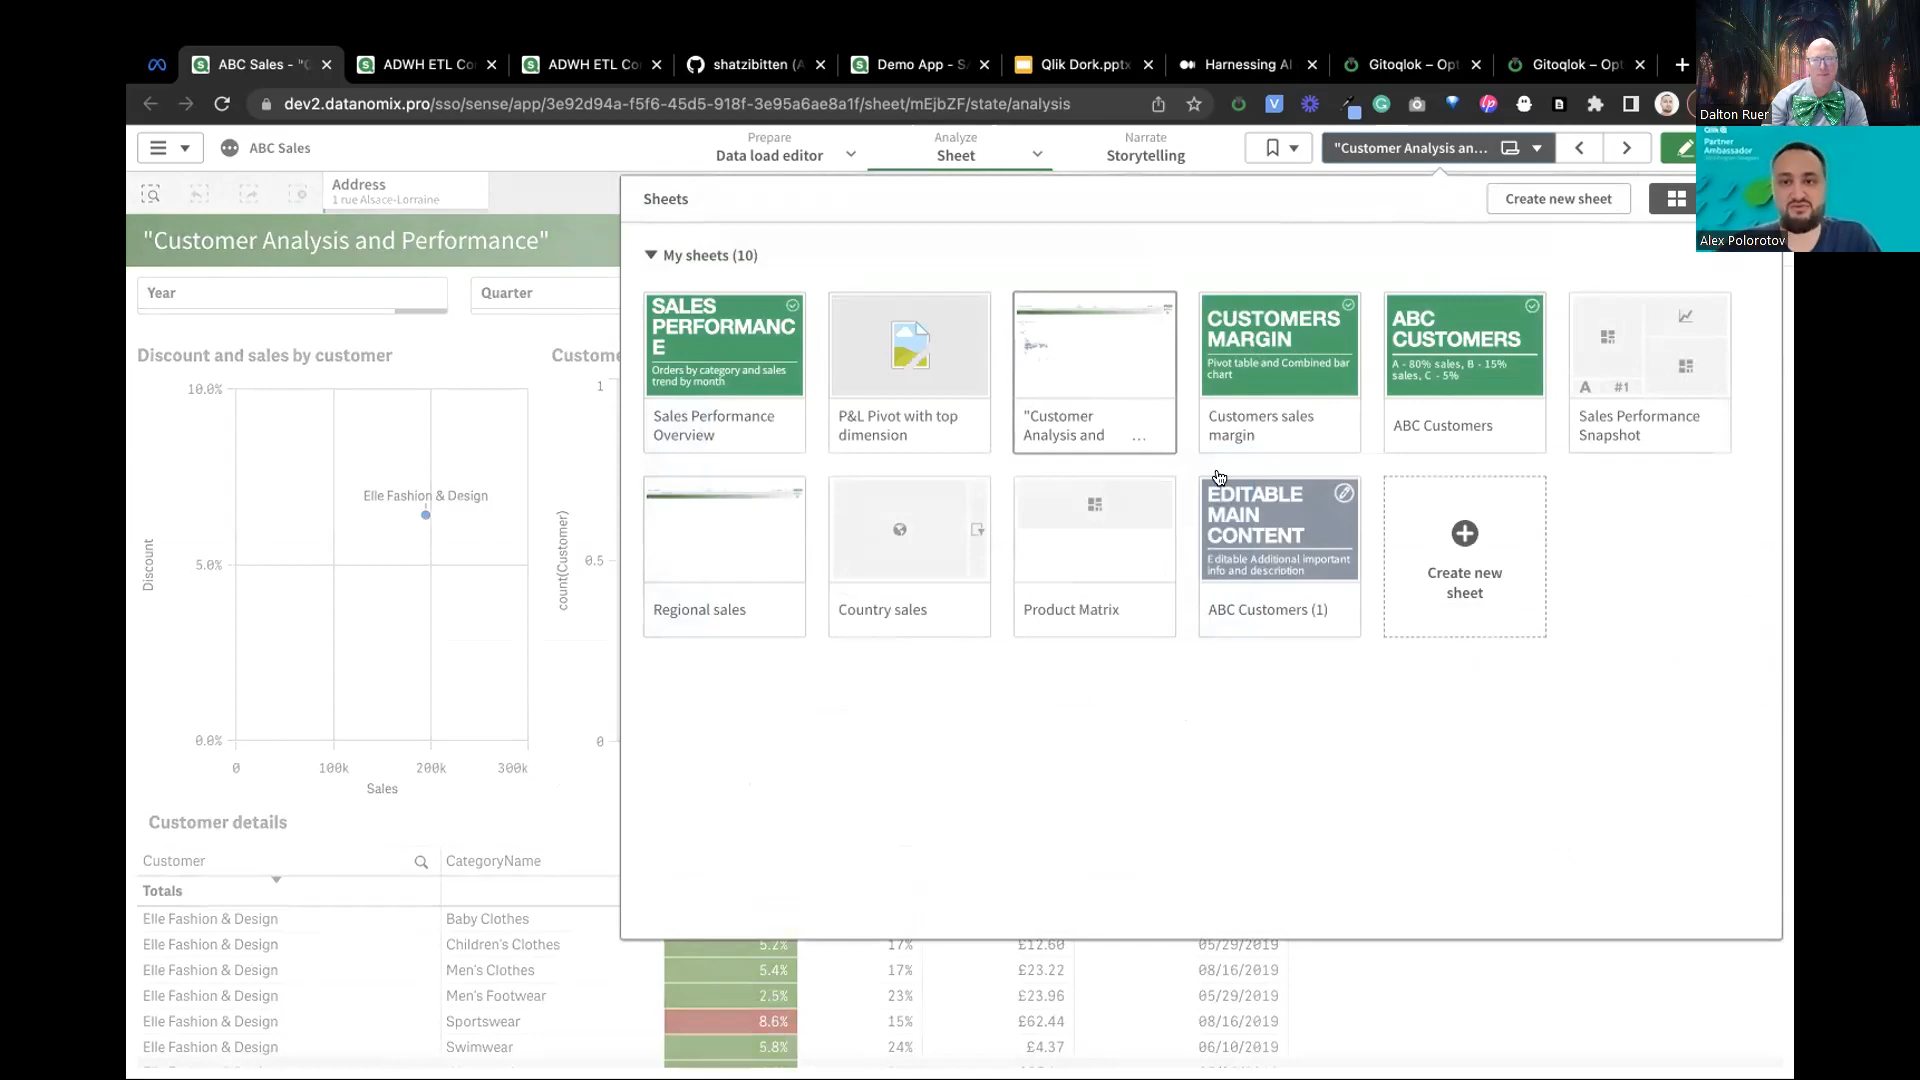 ABC Sales - "C
ADWH ETL Co
ADWH ETL Co
shatzibitten (A
Demo App - S
Qlik Dork.pptx
Harnessing AI
Gitoqlok – Opt
Gitoqlok – Opt
dev2.datanomix.pro/sso/sense/app/3e92d94a-f5f6-45d5-918f-3e95a6ae8a1f/sheet/mEjbZF/state/analysis
Dalton Ruer
Qlik
Partner
Ambassador
Alex Polorotov
ABC Sales
Prepare
Data load editor
Analyze
Sheet
Narrate
Storytelling
"Customer Analysis an...
Address
1 rue Alsace-Lorraine
"Customer Analysis and Performance"
Year
Quarter
Discount and sales by customer
Custome
10.0%
5.0%
0.0%
Discount
Elle Fashion & Design
0
100k
200k
300k
Sales
1
0.5
0
count(Customer)
Sheets
Create new sheet
My sheets (10)
SALES
PERFORMANC
E
Orders by category and sales
trend by month
Sales Performance
Overview
P&L Pivot with top
dimension
"Customer
Analysis and ...
CUSTOMERS
MARGIN
Pivot table and Combined bar
chart
Customers sales
margin
ABC
CUSTOMERS
A - 80% sales, B - 15%
sales, C - 5%
ABC Customers
A #1
Sales Performance
Snapshot
Regional sales
Country sales
Product Matrix
EDITABLE
MAIN
CONTENT
Editable Additional important
info and description
ABC Customers (1)
Create new
sheet
Customer details
Customer CategoryName
Totals
Elle Fashion & Design Baby Clothes
Elle Fashion & Design Children's Clothes 5.2% 17% £12.60 05/29/2019
Elle Fashion & Design Men's Clothes 5.4% 17% £23.22 08/16/2019
Elle Fashion & Design Men's Footwear 2.5% 23% £23.96 05/29/2019
Elle Fashion & Design Sportswear 8.6% 15% £62.44 08/16/2019
Elle Fashion & Design Swimwear 5.8% 24% £4.37 06/10/2019